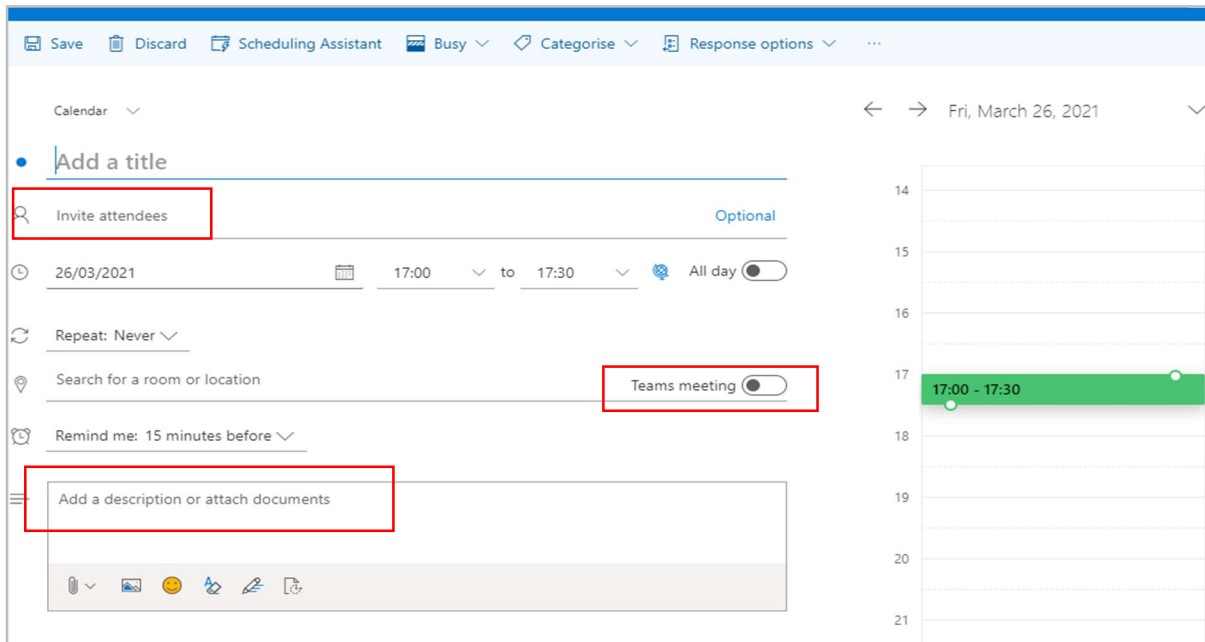 Save Discard Scheduling Assistant Busy Categorise Response options ...
Calendar
Add a title
Invite attendees Optional
26/03/2021 17:00 to 17:30 All day
Repeat: Never
Search for a room or location Teams meeting
Remind me: 15 minutes before
Add a description or attach documents
Fri, March 26, 2021
14
15
16
17
17:00 - 17:30
18
19
20
21